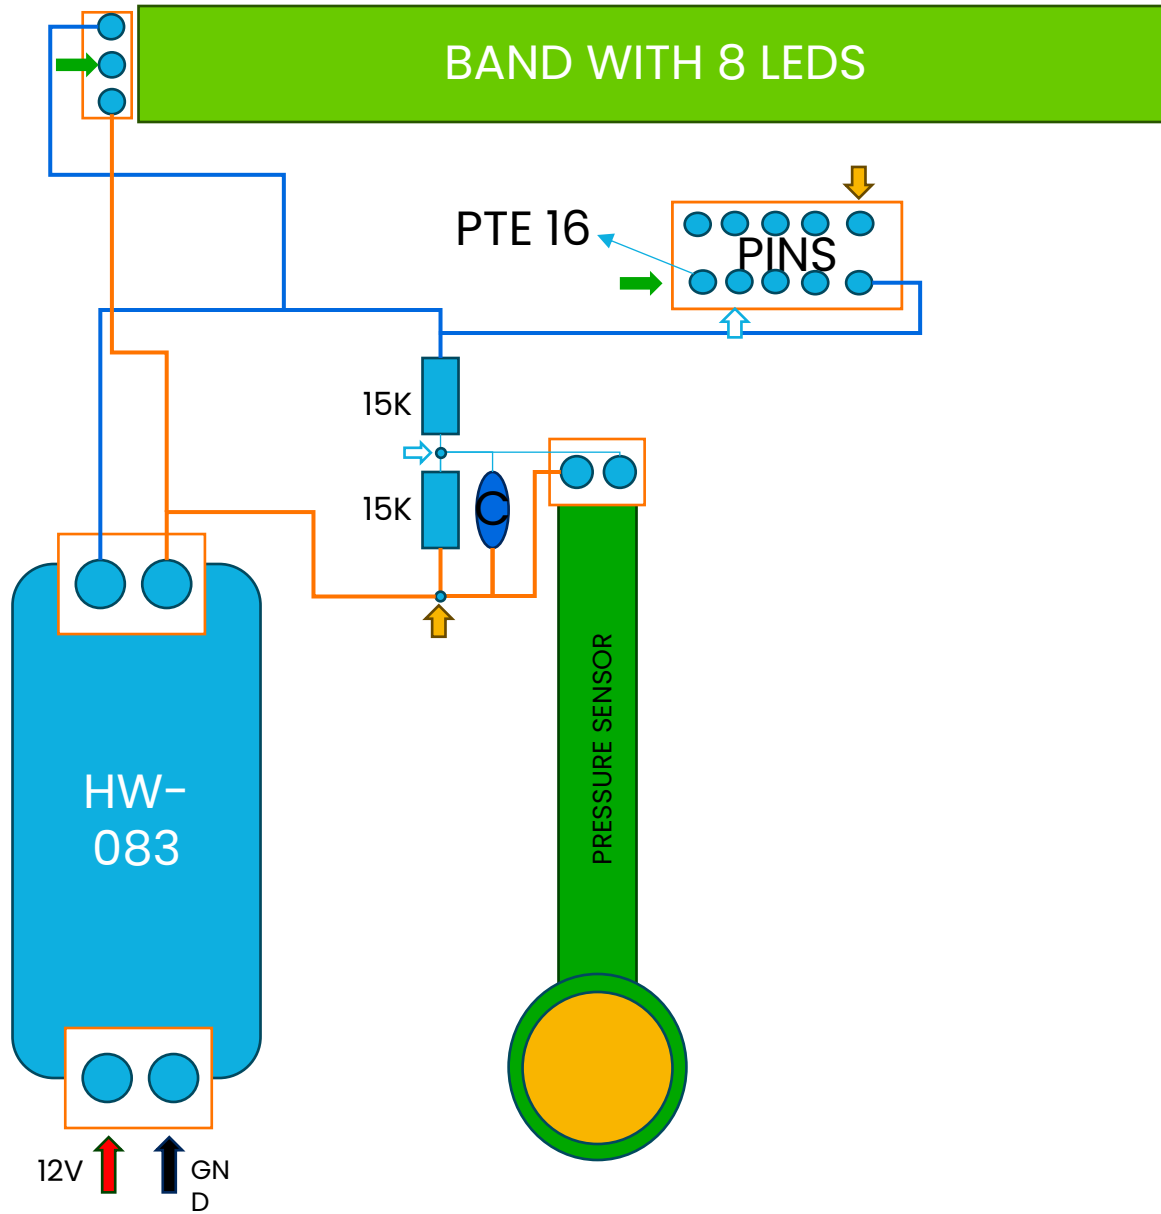 BAND WITH 8 LEDS
PTE 16
PINS
15K
15K
C
PRESSURE SENSOR
HW-
083
12V
GN
D